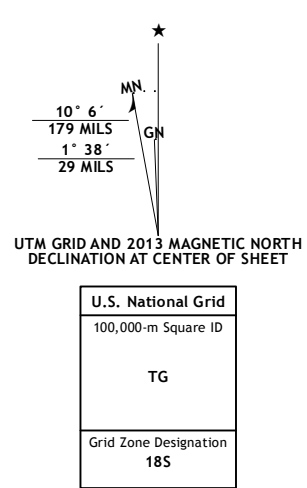 ★
MN
10° 6´
179 MILS
GN
1° 38´
29 MILS
UTM GRID AND 2013 MAGNETIC NORTH
DECLINATION AT CENTER OF SHEET
U.S. National Grid
100,000-m Square ID
TG
Grid Zone Designation
18S